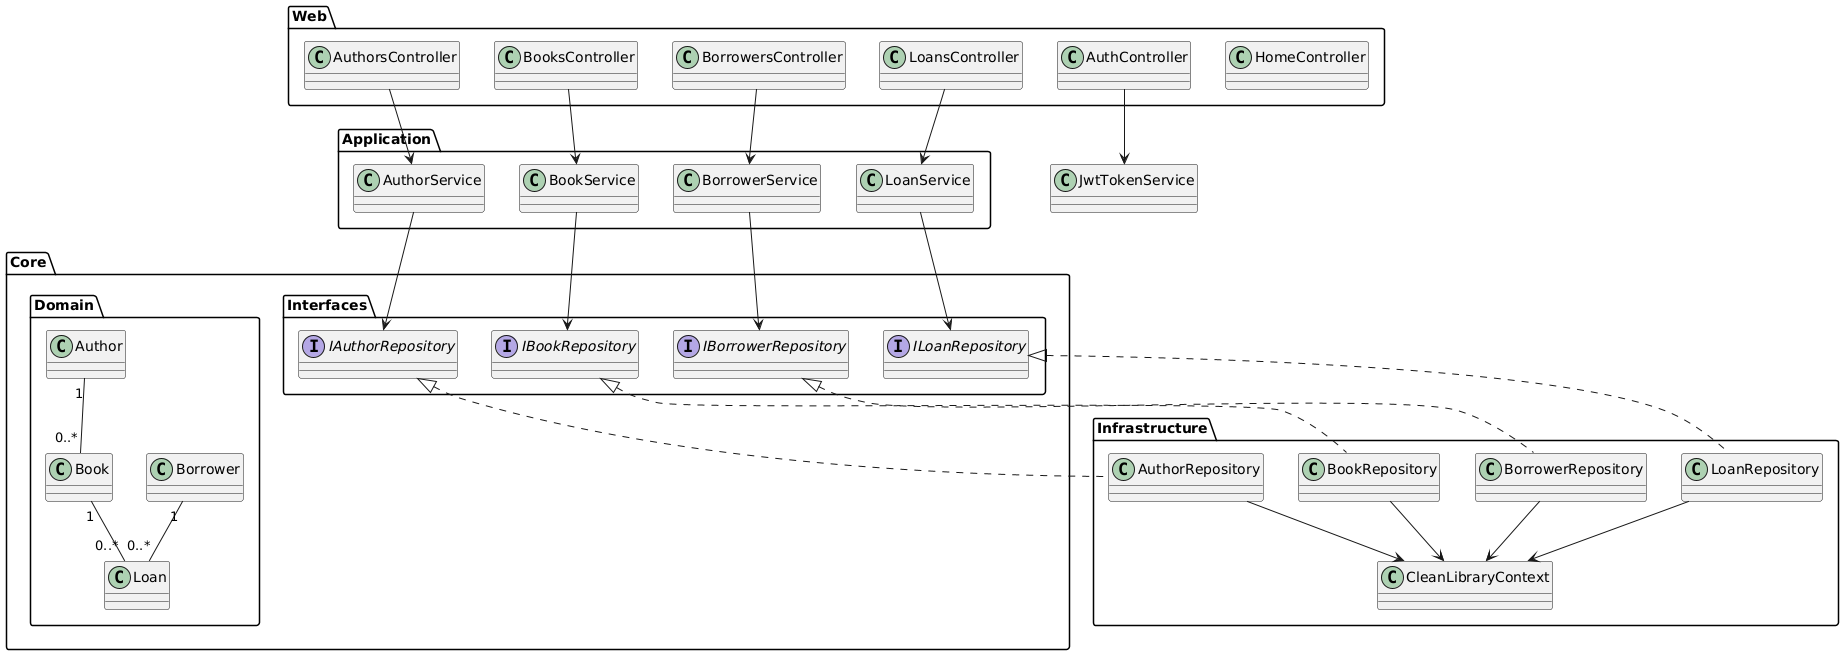 Web
C AuthorsController
C BooksController
C BorrowersController
C LoansController
C AuthController
C HomeController
Application
C AuthorService
C BookService
C BorrowerService
C LoanService
C JwtTokenService
Core
Domain
Interfaces
C Author
I IAuthorRepository
I IBookRepository
I IBorrowerRepository
I ILoanRepository
1
0..*
Infrastructure
C Book
C Borrower
C AuthorRepository
C BookRepository
C BorrowerRepository
C LoanRepository
1
1
0..*
0..*
C Loan
C CleanLibraryContext